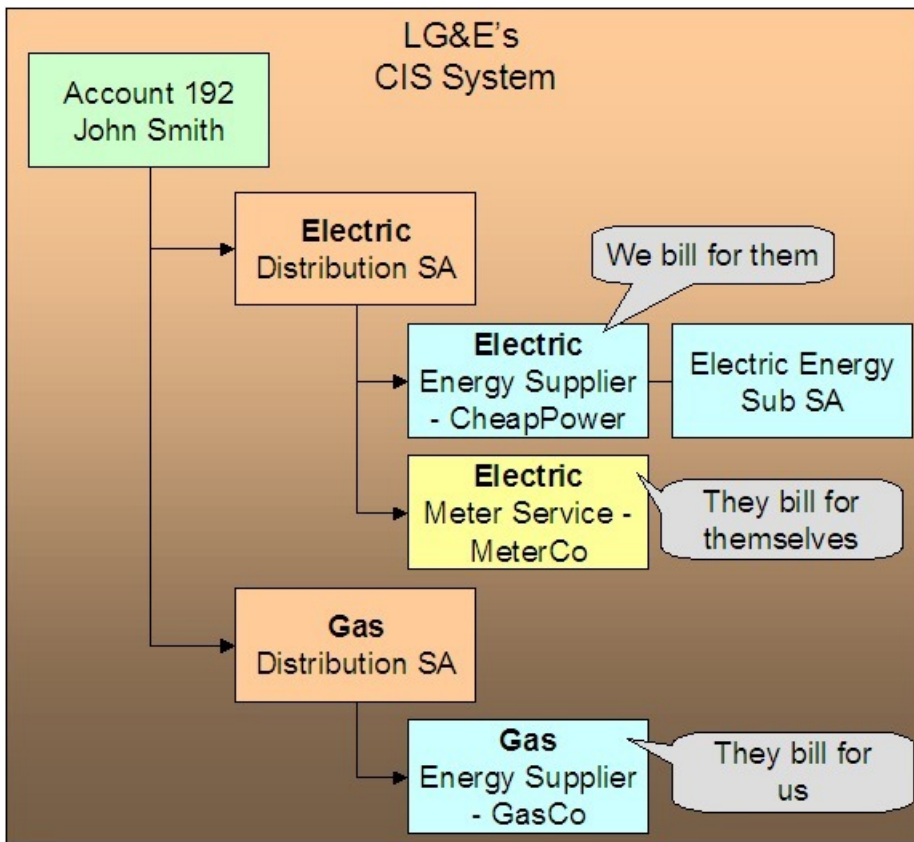 LG&E's
CIS System
Account 192
John Smith
Electric
Distribution SA
We bill for them
Electric
Energy Supplier
- CheapPower
Electric Energy
Sub SA
Electric
Meter Service -
MeterCo
They bill for
themselves
Gas
Distribution SA
Gas
Energy Supplier
- GasCo
They bill for
us